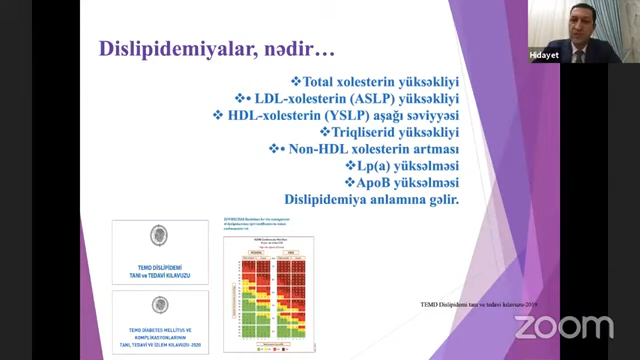 Dislipidemiyalar, nədir…
Hidayet
❖Total xolesterin yüksəkliyi
❖• LDL-xolesterin (ASLP) yüksəkliyi
❖ HDL-xolesterin (YSLP) aşağı səviyyəsi
❖Triqliserid yüksəkliyi
❖• Non-HDL xolesterin artması
❖Lp(a) yüksəlməsi
❖ApoB yüksəlməsi
Dislipidemiya anlamına gəlir.
TEMD DİSLİPİDEMİ
TANI ve TEDAVİ KILAVUZU
TEMD DIABETES MELLITUS VE
KOMPLİKASYONLARININ
TANI, TEDAVİ VE İZLEM KILAVUZU-2020
TEMD Dislipidemi tanı ve tedavi kılavuzu-2019
zoom